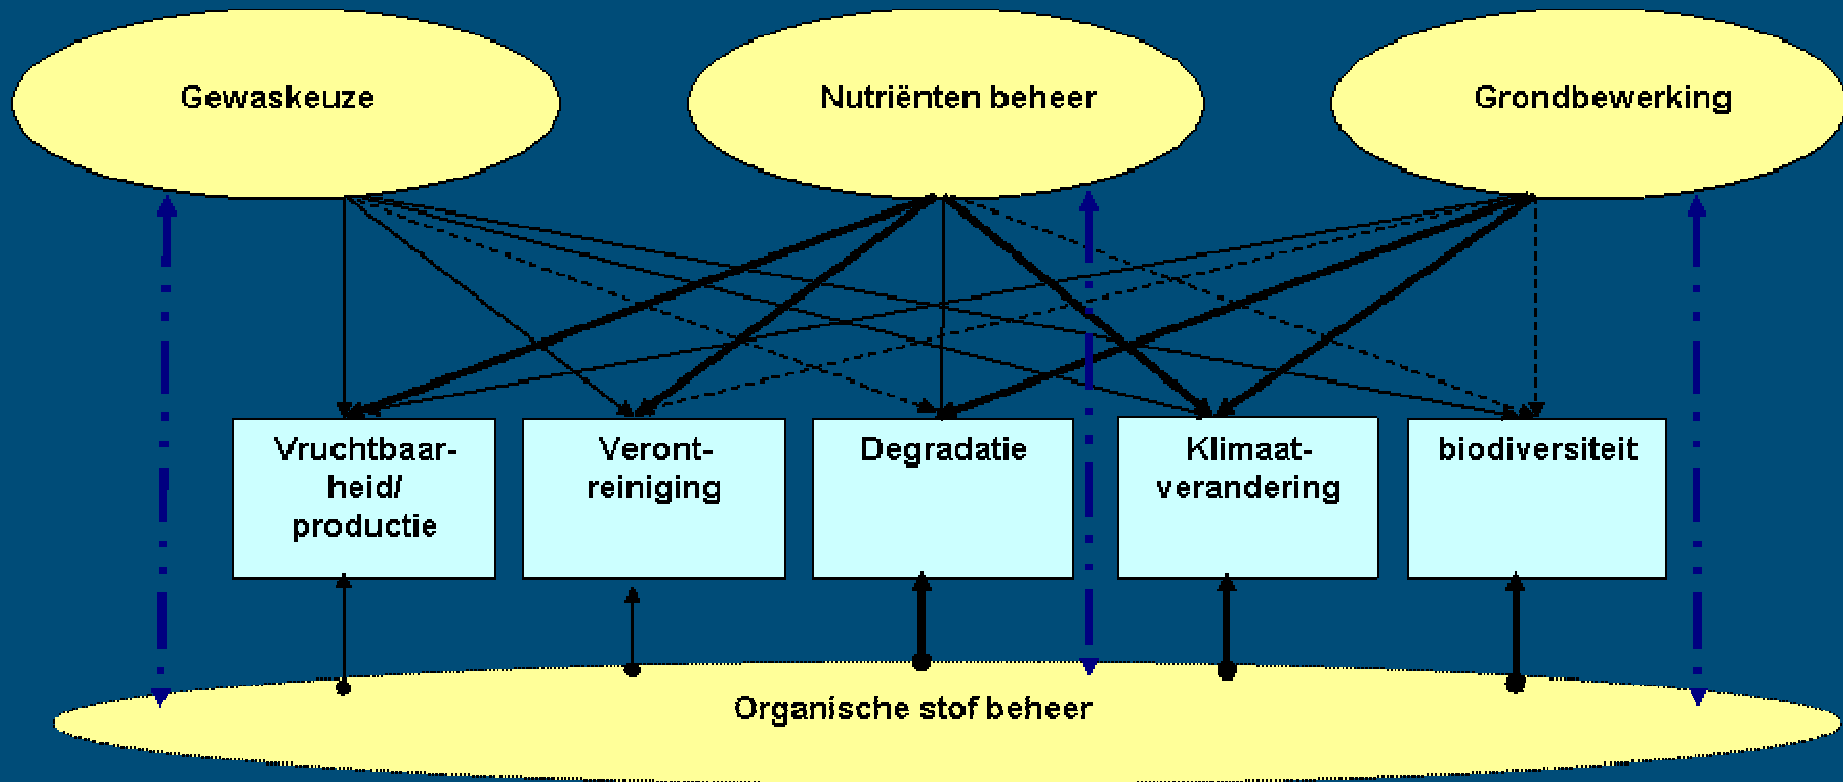 Gewaskeuze
Nutriënten beheer
Grondbewerking
Vruchtbaar-
heid/
productie
Veront-
reiniging
Degradatie
Klimaat-
verandering
biodiversiteit
Organische stof beheer